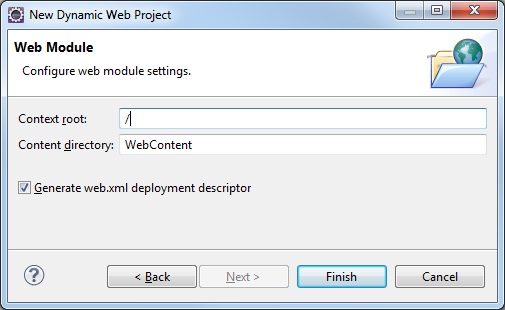 New Dynamic Web Project
Web Module
Configure web module settings.
Context root: /
Content directory: WebContent
Generate web.xml deployment descriptor
? < Back Next > Finish Cancel